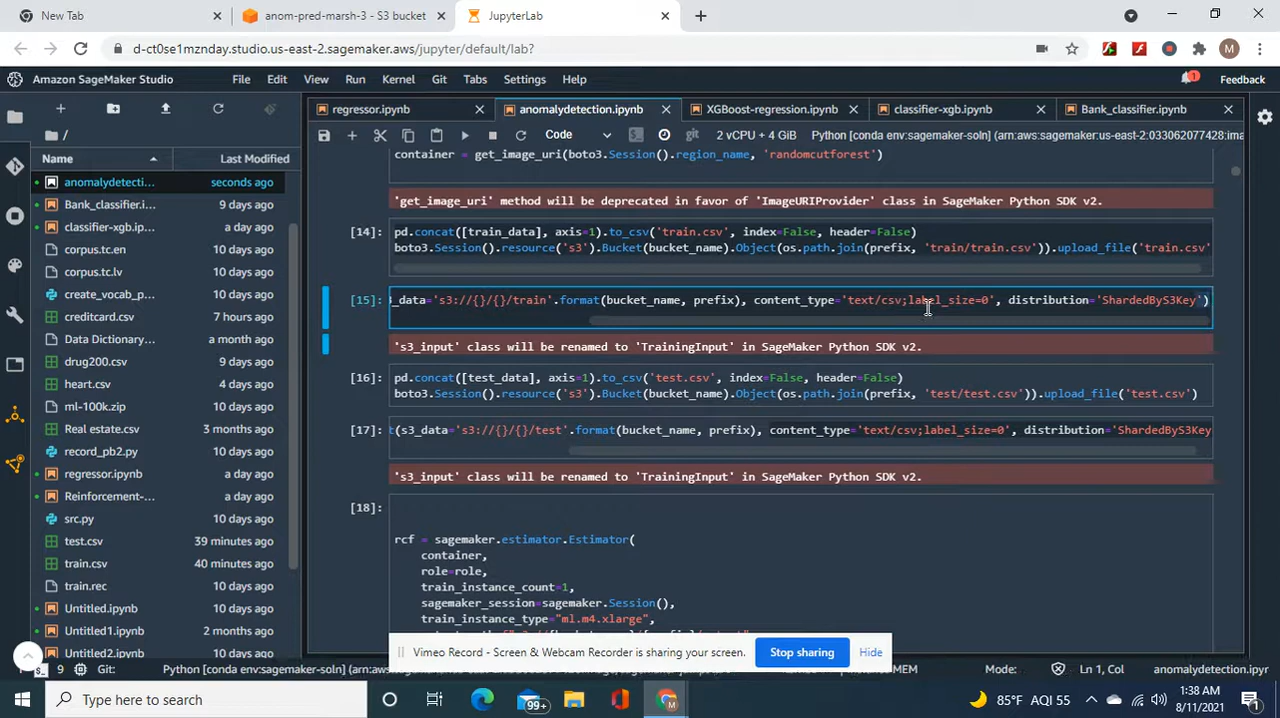 New Tab
anom-pred-marsh-3 - S3 bucket
JupyterLab
d-ct0se1mznday.studio.us-east-2.sagemaker.aws/jupyter/default/lab?
M
Amazon SageMaker Studio File Edit View Run Kernel Git Tabs Settings Help 1 Feedback
regressor.ipynb anomalydetection.ipynb XGBoost-regression.ipynb classifier-xgb.ipynb Bank_classifier.ipynb
Code git 2 vCPU + 4 GiB Python [conda env:sagemaker-soln] (arn:aws:sagemaker:us-east-2:033062077428:ima
/
Name Last Modified
anomalydetecti... seconds ago
Bank_classifier.i... 9 days ago
classifier-xgb.ip... a day ago
corpus.tc.en 10 days ago
corpus.tc.lv 10 days ago
create_vocab_p... 10 days ago
creditcard.csv 7 days ago
Data Dictionary... a month ago
drug200.csv 9 days ago
heart.csv 4 days ago
ml-100k.zip 10 days ago
Real estate.csv 3 months ago
record_pb2.py 10 days ago
regressor.ipynb a day ago
Reinforcement-... a day ago
src.py 10 days ago
test.csv 39 minutes ago
train.csv 40 minutes ago
train.rec 10 days ago
Untitled.ipynb 10 days ago
Untitled1.ipynb 2 months ago
Untitled2.ipynb 10 days ago
container = get_image_uri(boto3.Session().region_name, 'randomcutforest')
'get_image_uri' method will be deprecated in favor of 'ImageURIProvider' class in SageMaker Python SDK v2.
[14]: pd.concat([train_data], axis=1).to_csv('train.csv', index=False, header=False)
boto3.Session().resource('s3').Bucket(bucket_name).Object(os.path.join(prefix, 'train/train.csv')).upload_file('train.csv'
[15]: _data='s3://{}/{}/train'.format(bucket_name, prefix), content_type='text/csv;label_size=0', distribution='ShardedByS3Key')
's3_input' class will be renamed to 'TrainingInput' in SageMaker Python SDK v2.
[16]: pd.concat([test_data], axis=1).to_csv('test.csv', index=False, header=False)
boto3.Session().resource('s3').Bucket(bucket_name).Object(os.path.join(prefix, 'test/test.csv')).upload_file('test.csv')
[17]: t(s3_data='s3://{}/{}/test'.format(bucket_name, prefix), content_type='text/csv;label_size=0', distribution='ShardedByS3Key
's3_input' class will be renamed to 'TrainingInput' in SageMaker Python SDK v2.
[18]:
rcf = sagemaker.estimator.Estimator(
container,
role=role,
train_instance_count=1,
sagemaker_session=sagemaker.Session(),
train_instance_type="ml.m4.xlarge",
Vimeo Record - Screen & Webcam Recorder is sharing your screen. Stop sharing Hide
9 Git: Python [conda env:sagemaker-soln] (arn:aws MEM Mode: Ln 1, Col anomalydetection.ipyr
Type here to search 99+ 85°F AQI 55 1:38 AM
8/11/2021 1